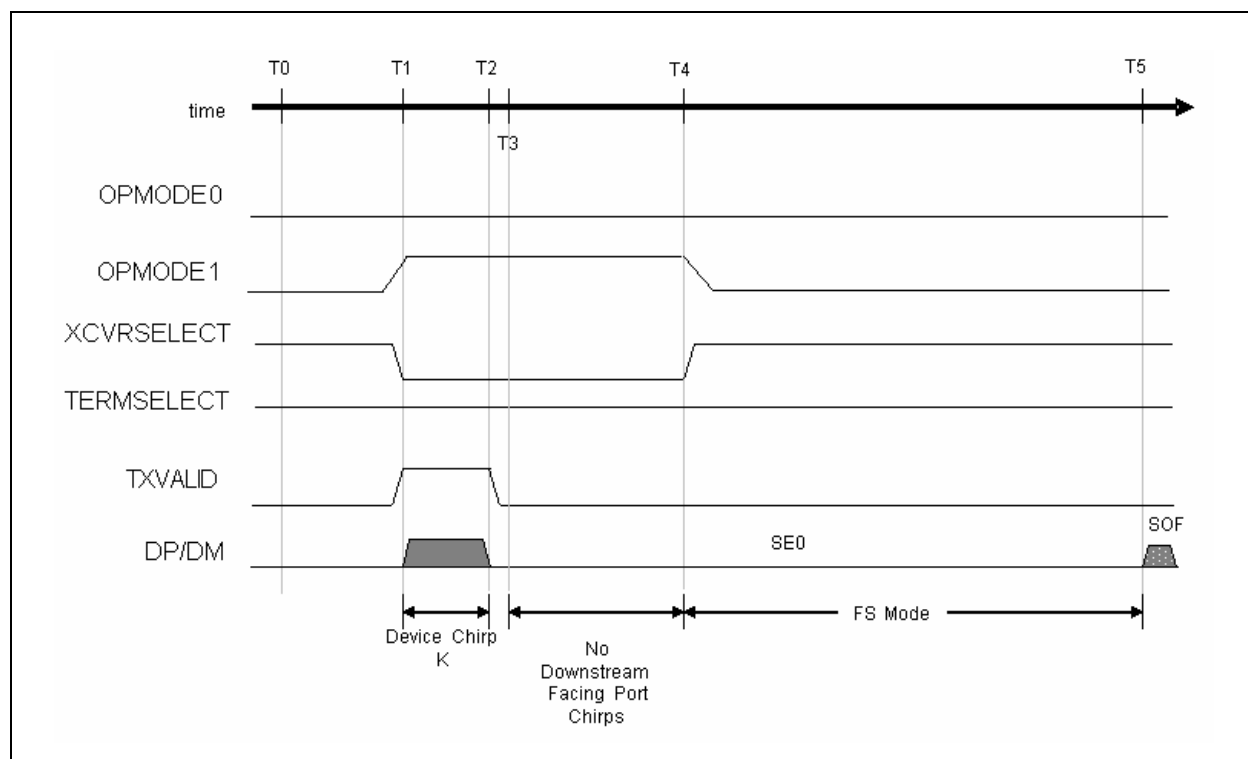 T0 T1 T2 T4 T5
time
T3
OPMODE0
OPMODE1
XCVRSELECT
TERMSELECT
TXVALID
SOF
DP/DM
SE0
FS Mode
Device Chirp
K
No
Downstream
Facing Port
Chirps